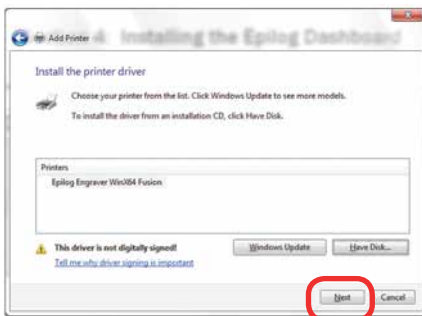 Add Printer
Installing the Epilog Dashboard
Install the printer driver
Choose your printer from the list. Click Windows Update to see more models.
To install the driver from an installation CD, click Have Disk.
Printers
Epilog Engraver WinX64 Fusion
This driver is not digitally signed!
Windows Update
Have Disk...
Tell me why driver signing is important
Next
Cancel